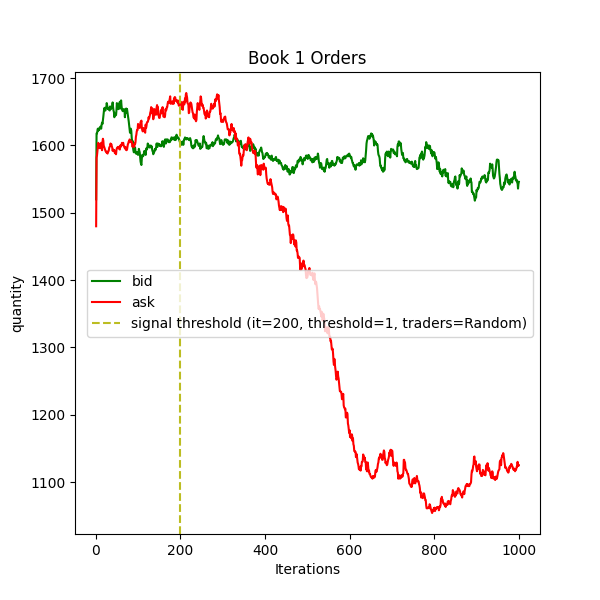 Book 1 Orders
1700
1600
1500
1400
1300
1200
1100
quantity
bid
ask
signal threshold (it=200, threshold=1, traders=Random)
0 200 400 600 800 1000
Iterations